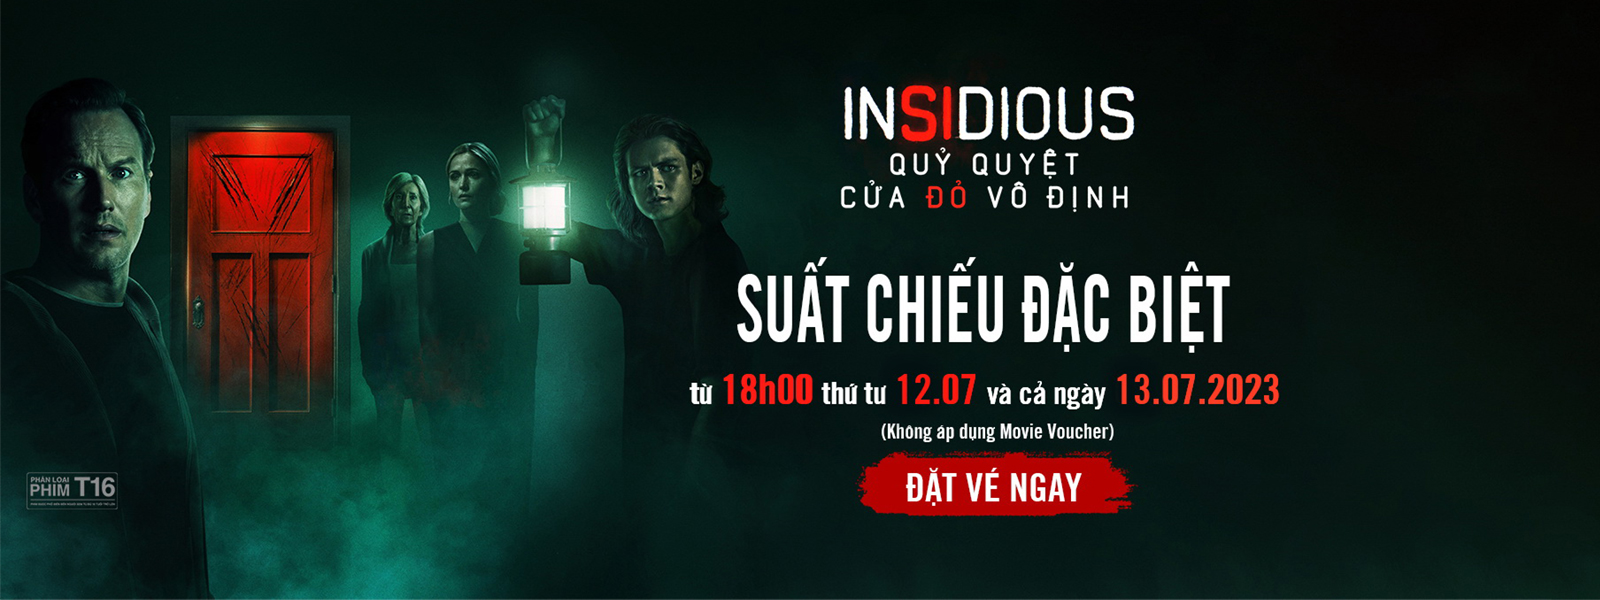 INSIDIOUS
QUỶ QUYỆT
CỬA ĐỎ VÔ ĐỊNH
SUẤT CHIẾU ĐẶC BIỆT
từ 18h00 thứ tư 12.07 và cả ngày 13.07.2023
(Không áp dụng Movie Voucher)
ĐẶT VÉ NGAY
PHÂN LOẠI
PHIM T16